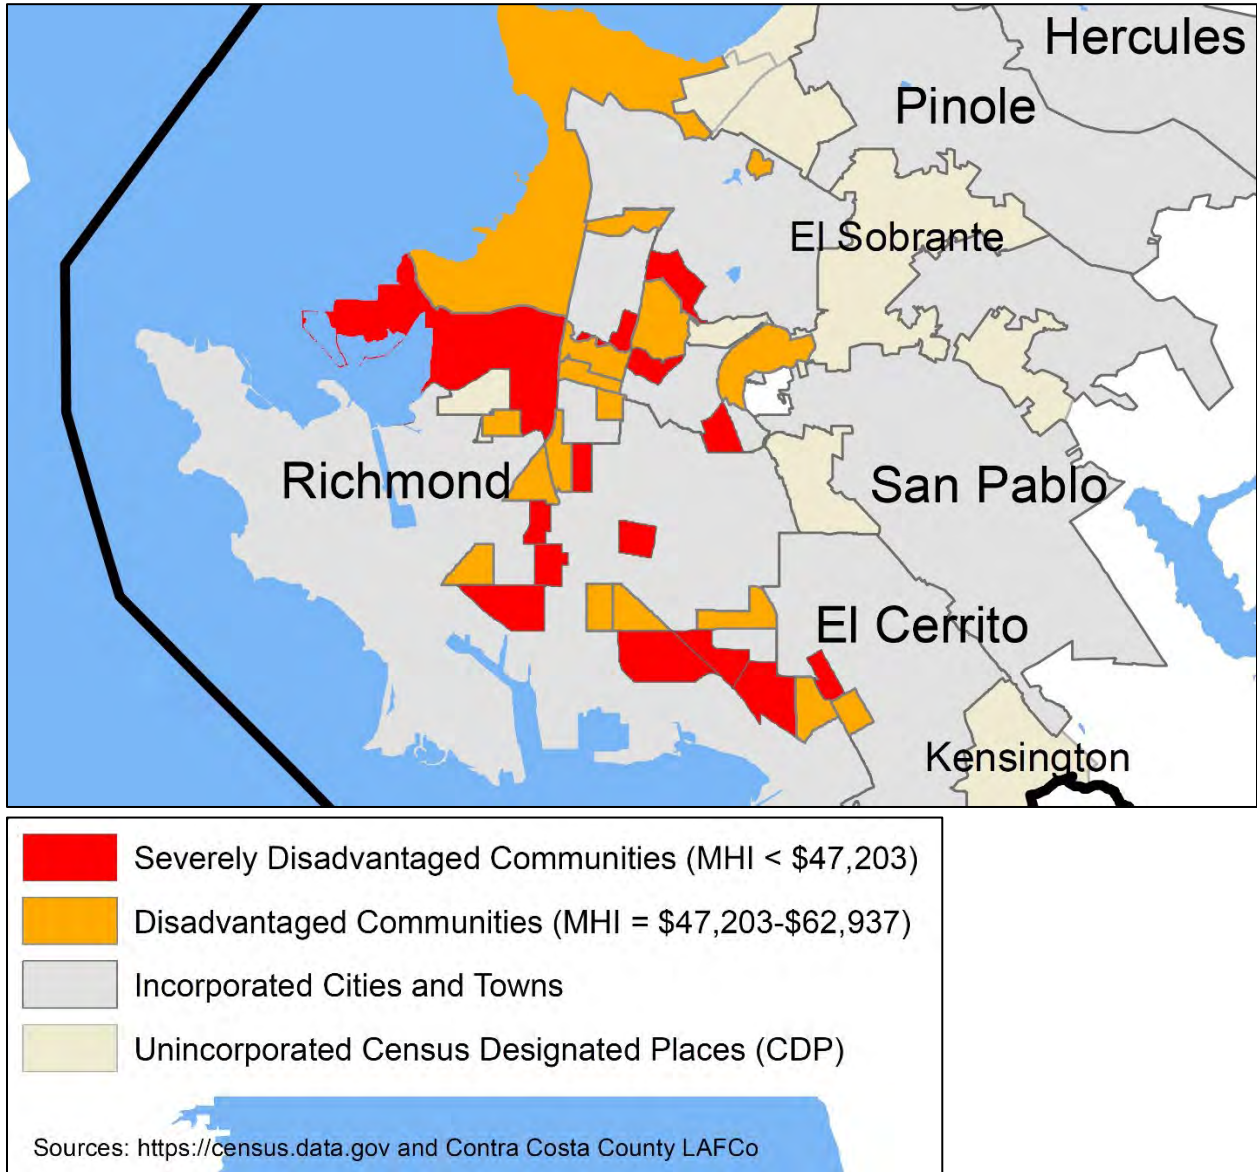 Hercules
Pinole
El Sobrante
Richmond
San Pablo
El Cerrito
Kensington
Severely Disadvantaged Communities (MHI < $47,203)
Disadvantaged Communities (MHI = $47,203-$62,937)
Incorporated Cities and Towns
Unincorporated Census Designated Places (CDP)
Sources: https://census.data.gov and Contra Costa County LAFCo